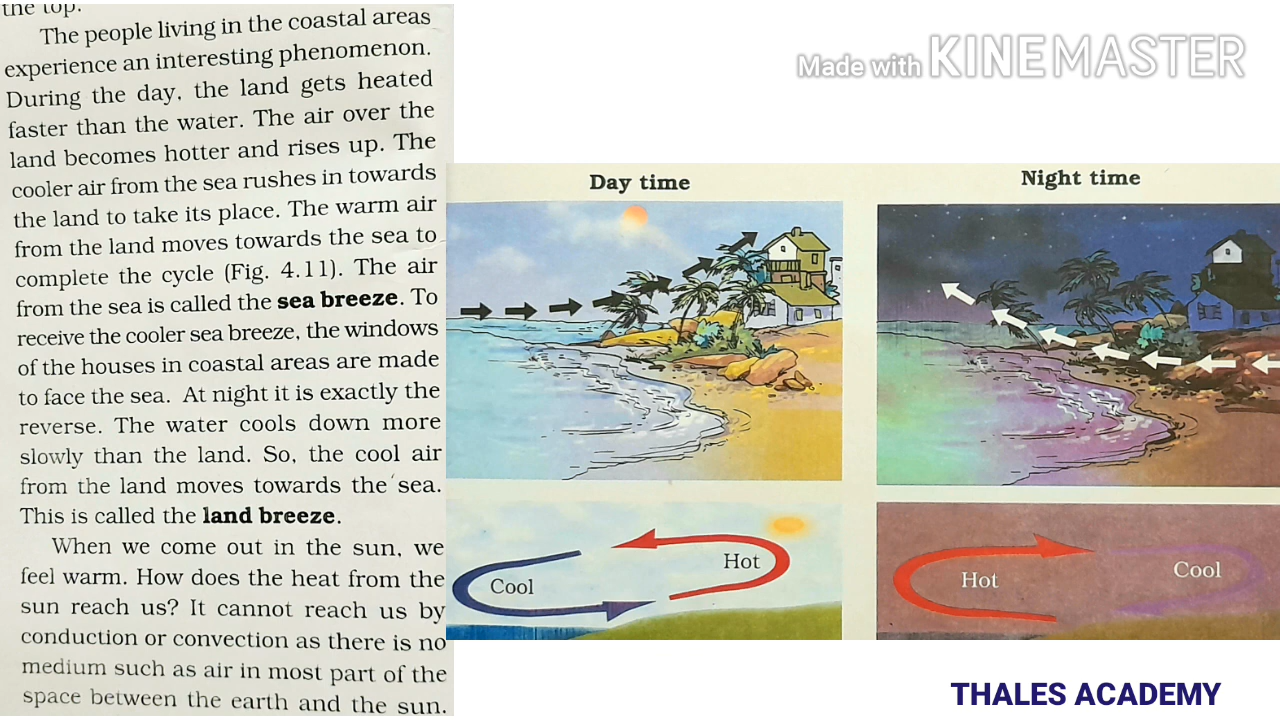 the top.
The people living in the coastal areas
experience an interesting phenomenon.
During the day, the land gets heated
faster than the water. The air over the
land becomes hotter and rises up. The
cooler air from the sea rushes in towards
the land to take its place. The warm air
from the land moves towards the sea to
complete the cycle (Fig. 4.11). The air
from the sea is called the sea breeze. To
receive the cooler sea breeze, the windows
of the houses in coastal areas are made
to face the sea. At night it is exactly the
reverse. The water cools down more
slowly than the land. So, the cool air
from the land moves towards the sea.
This is called the land breeze.
When we come out in the sun, we
feel warm. How does the heat from the
sun reach us? It cannot reach us by
conduction or convection as there is no
medium such as air in most part of the
space between the earth and the sun.
Made with KINEMASTER
Day time
Night time
Hot
Cool
Hot
Cool
THALES ACADEMY